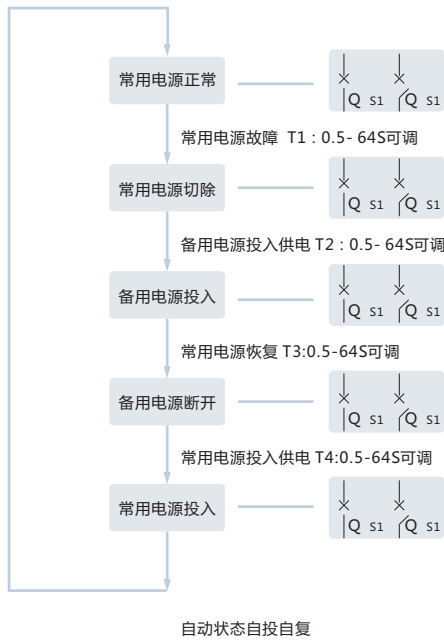 常用电源正常
Q S1 Q S1
常用电源故障 T1 : 0.5- 64S可调
常用电源切除
Q S1 Q S1
备用电源投入供电 T2 : 0.5- 64S可调
备用电源投入
Q S1 Q S1
常用电源恢复 T3:0.5-64S可调
备用电源断开
Q S1 Q S1
常用电源投入供电 T4:0.5-64S可调
常用电源投入
Q S1 Q S1
自动状态自投自复